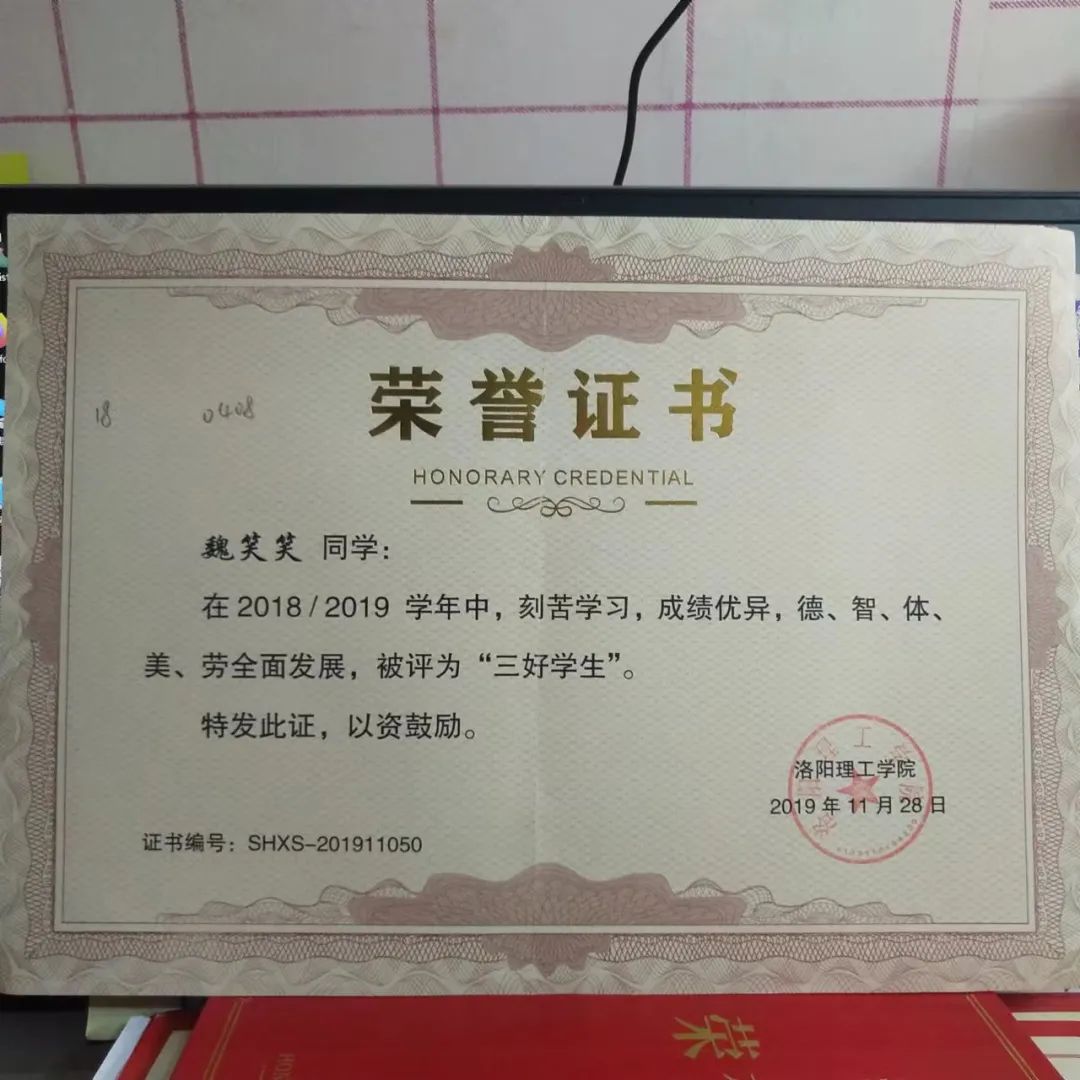 荣誉证书
18 0408
HONORARY CREDENTIAL
魏笑笑 同学：
在 2018 / 2019 学年中，刻苦学习，成绩优异，德、智、体、
美、劳全面发展，被评为“三好学生”。
特发此证，以资鼓励。
洛阳理工学院
2019 年 11 月 28 日
证书编号：SHXS-201911050
荣